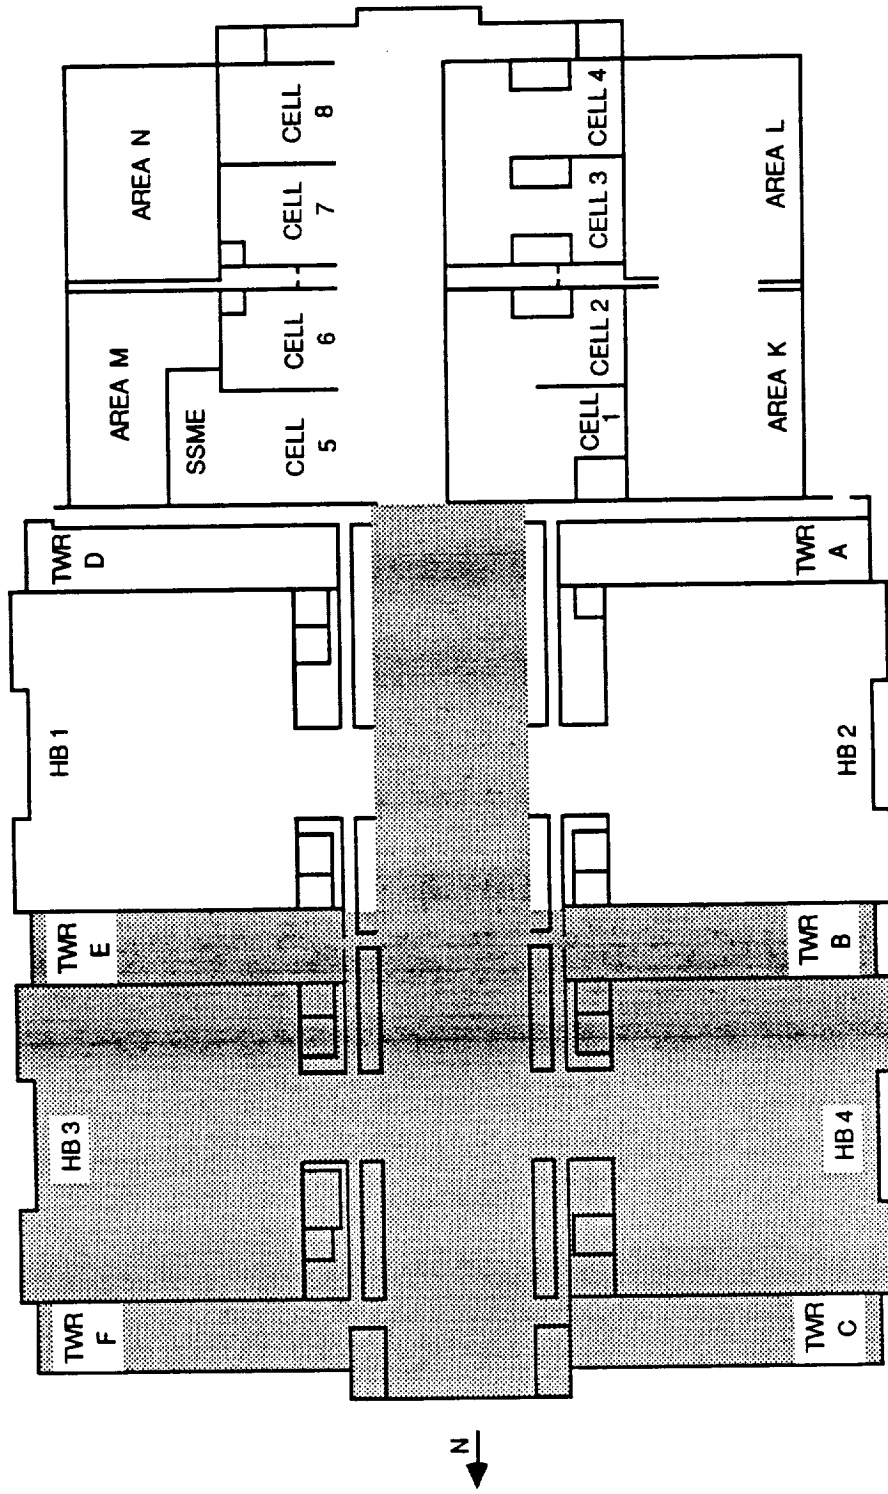 AREA N
AREA M
SSME
CELL
8
CELL
7
CELL
6
CELL
5
CELL 4
CELL 3
CELL 2
CELL
1
AREA L
AREA K
TWR
D
TWR
A
HB 1
HB 2
TWR
E
TWR
B
HB 3
HB 4
TWR
F
TWR
C
N